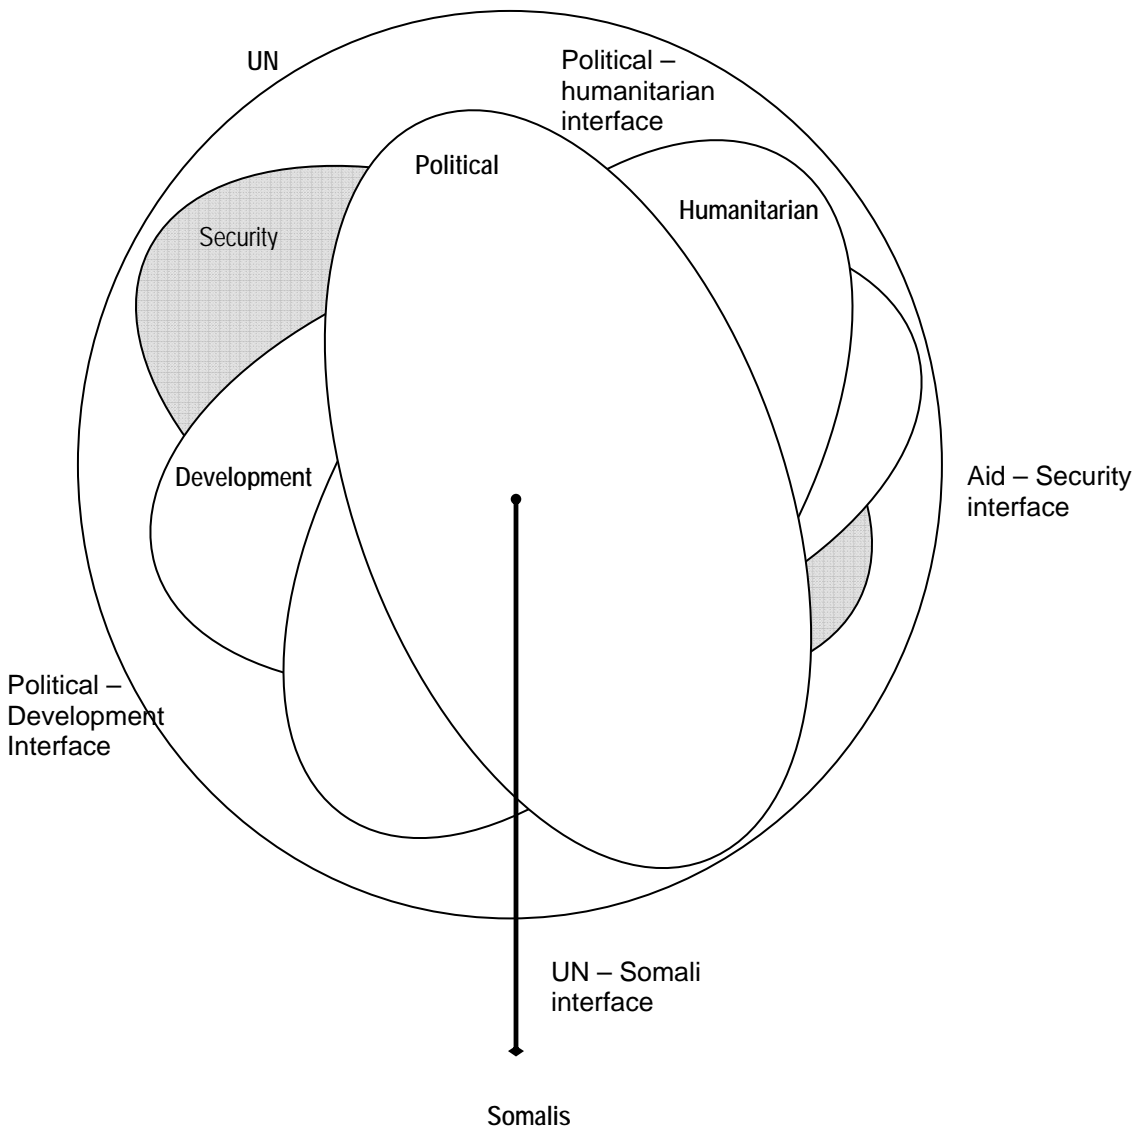 UN
Political –
humanitarian
interface
Political
Humanitarian
Security
Development
Aid – Security
interface
Political –
Development
Interface
UN – Somali
interface
Somalis